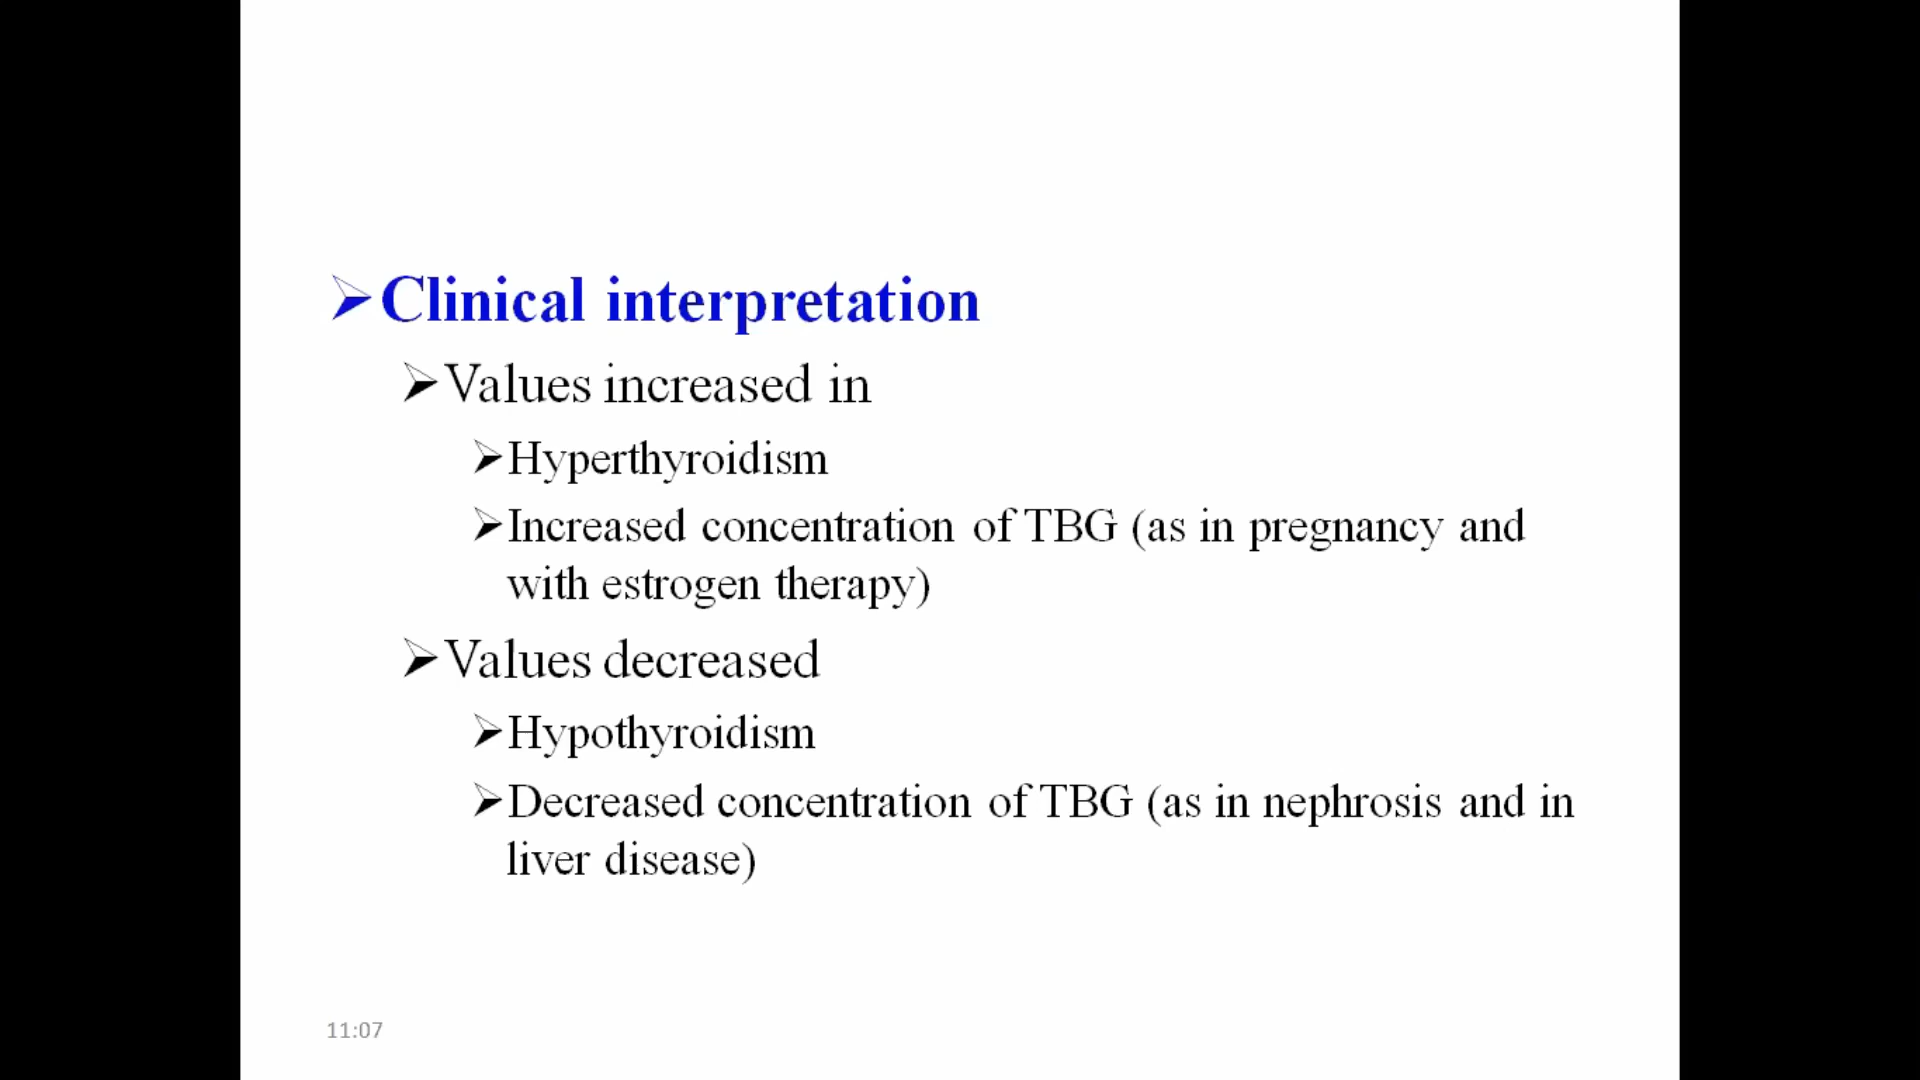 ➢Clinical interpretation
➢Values increased in
➢Hyperthyroidism
➢Increased concentration of TBG (as in pregnancy and
with estrogen therapy)
➢Values decreased
➢Hypothyroidism
➢Decreased concentration of TBG (as in nephrosis and in
liver disease)
11:07